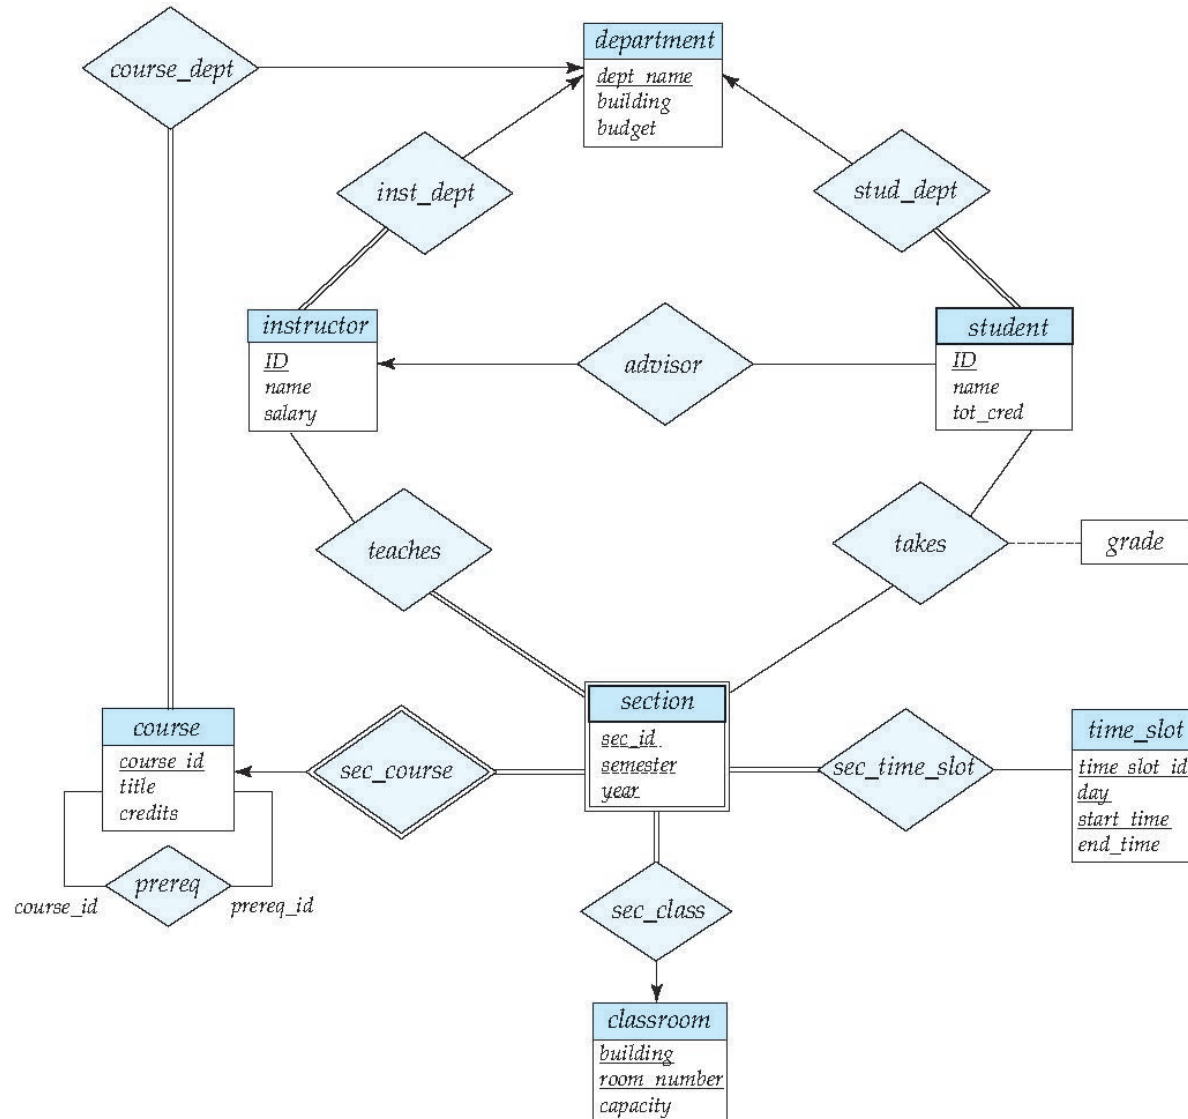 department
dept_name
building
budget
course_dept
inst_dept
stud_dept
instructor
ID
name
salary
advisor
student
ID
name
tot_cred
teaches
takes
grade
course
course_id
title
credits
sec_course
section
sec_id
semester
year
sec_time_slot
time_slot
time_slot_id
day
start_time
end_time
prereq
course_id
prereq_id
sec_class
classroom
building
room_number
capacity